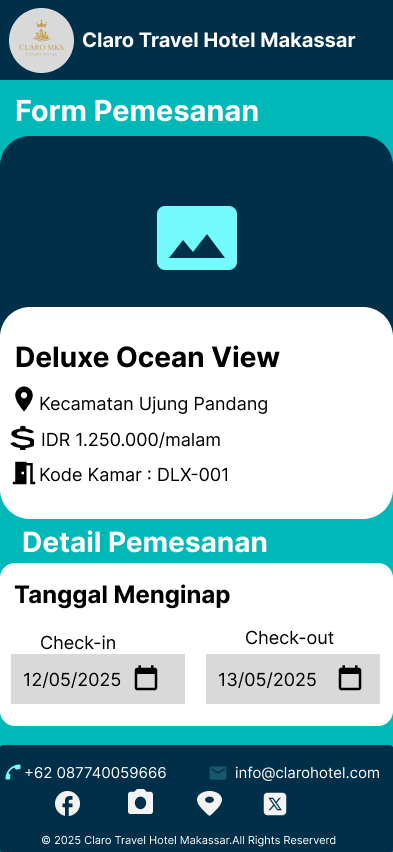 CLARO MKS
Claro Travel Hotel Makassar
Form Pemesanan
Deluxe Ocean View
Kecamatan Ujung Pandang
IDR 1.250.000/malam
Kode Kamar : DLX-001
Detail Pemesanan
Tanggal Menginap
Check-in
Check-out
12/05/2025
13/05/2025
+62 087740059666
info@clarohotel.com
© 2025 Claro Travel Hotel Makassar.All Rights Reserverd